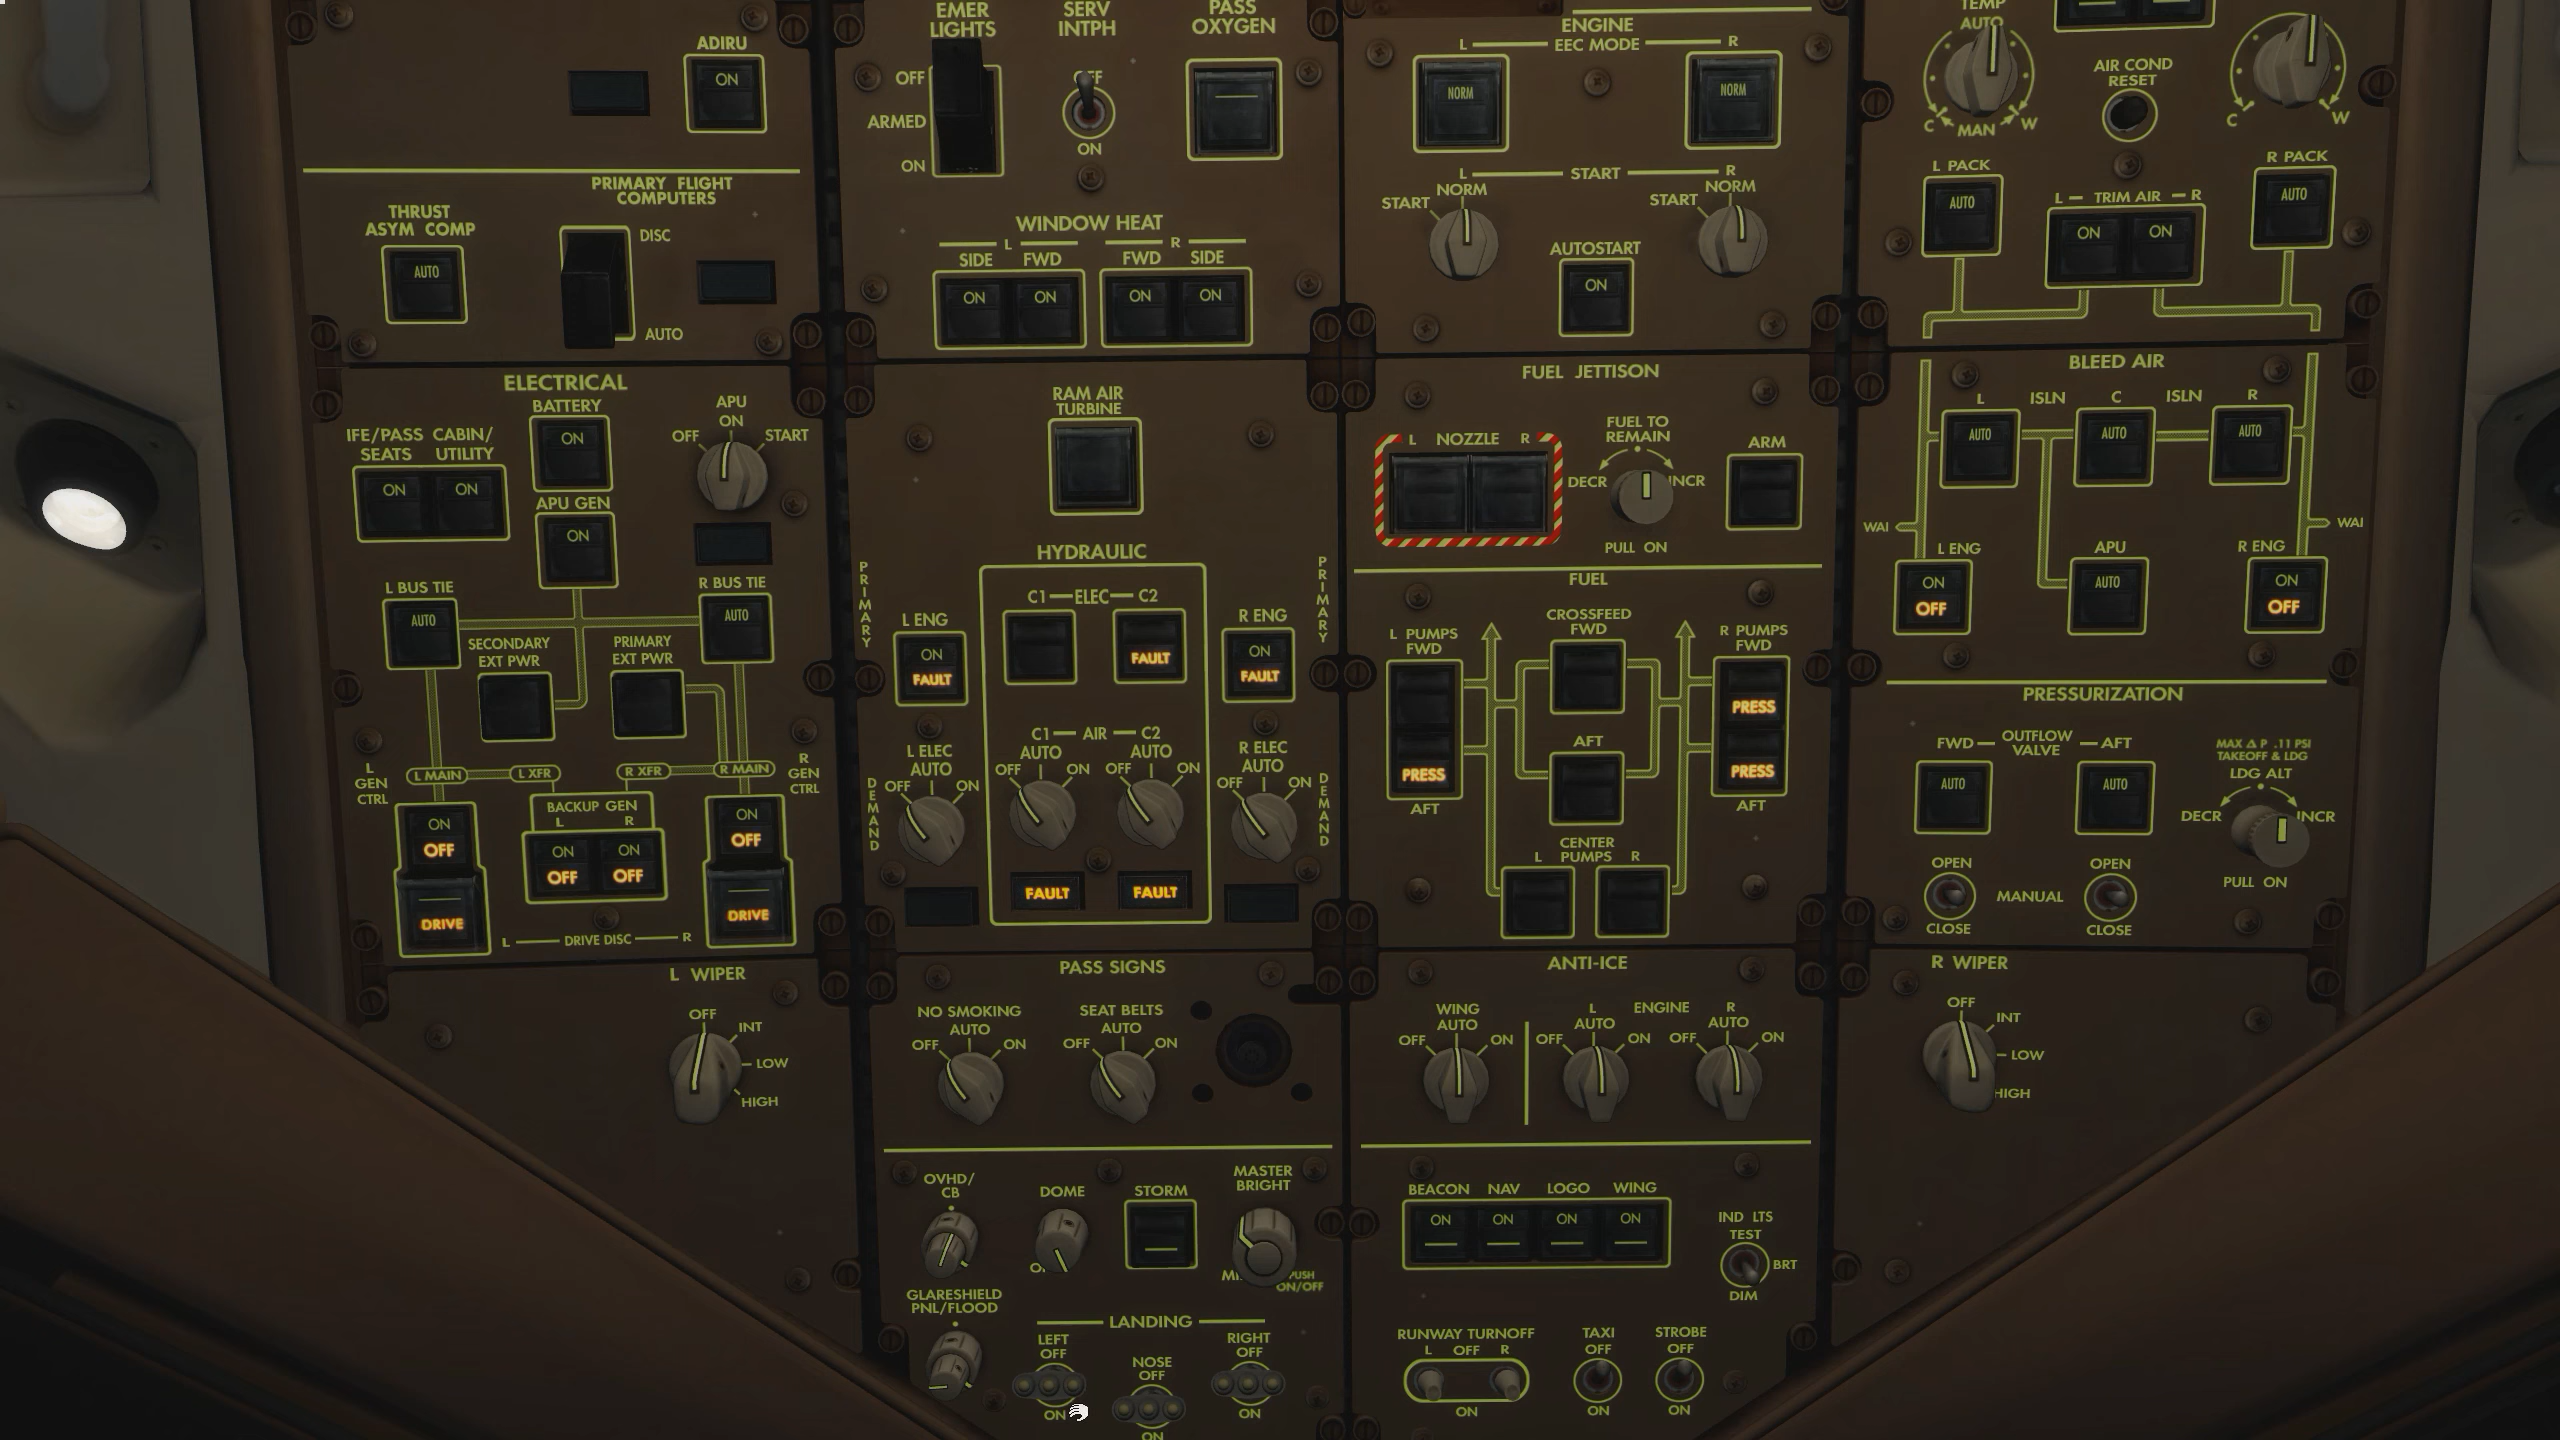 ADIRU
ON
THRUST
ASYM COMP
AUTO
PRIMARY FLIGHT
COMPUTERS
DISC
AUTO
EMER
LIGHTS
OFF
ARMED
ON
SERV
INTPH
OFF
ON
PASS
OXYGEN
WINDOW HEAT
L R
SIDE FWD FWD SIDE
ON ON ON ON
ENGINE
L EEC MODE R
NORM NORM
L START R
START NORM START NORM
AUTOSTART
ON
TEMP
AUTO
C MAN W
AIR COND
RESET
C W
L PACK
AUTO
L TRIM AIR R
ON ON
R PACK
AUTO
ELECTRICAL
BATTERY
ON
APU
OFF ON START
IFE/PASS CABIN/
SEATS UTILITY
ON ON
APU GEN
ON
L BUS TIE
AUTO
R BUS TIE
AUTO
SECONDARY
EXT PWR
PRIMARY
EXT PWR
L MAIN L XFR R XFR R MAIN
L
GEN
CTRL
R
GEN
CTRL
ON
OFF
DRIVE
BACKUP GEN
L R
ON ON
OFF OFF
ON
OFF
DRIVE
L DRIVE DISC R
RAM AIR
TURBINE
HYDRAULIC
PRIMARY
PRIMARY
C1 ELEC C2
FAULT
L ENG
ON
FAULT
R ENG
ON
FAULT
C1 AIR C2
AUTO AUTO
OFF ON OFF ON
L ELEC
AUTO
OFF ON
R ELEC
AUTO
OFF ON
DEMAND
DEMAND
FAULT FAULT
FUEL JETTISON
L NOZZLE R
FUEL TO
REMAIN
DECR INCR
PULL ON
ARM
FUEL
L PUMPS
FWD
PRESS
AFT
CROSSFEED
FWD
AFT
R PUMPS
FWD
PRESS
PRESS
AFT
CENTER
L PUMPS R
BLEED AIR
L ISLN C ISLN R
AUTO AUTO AUTO
WAI WAI
L ENG APU R ENG
ON AUTO ON
OFF OFF
PRESSURIZATION
FWD OUTFLOW AFT
VALVE
AUTO AUTO
MAX Δ P .11 PSI
TAKEOFF & LDG
LDG ALT
DECR INCR
PULL ON
OPEN OPEN
MANUAL
CLOSE CLOSE
L WIPER
OFF
INT
LOW
HIGH
PASS SIGNS
NO SMOKING
AUTO
OFF ON
SEAT BELTS
AUTO
OFF ON
ANTI-ICE
WING
AUTO
OFF ON
L ENGINE R
AUTO AUTO
OFF ON OFF ON
R WIPER
OFF
INT
LOW
HIGH
OVHD/
CB
DOME
STORM
MASTER
BRIGHT
PUSH
ON/OFF
GLARESHIELD
PNL/FLOOD
LANDING
LEFT
OFF
ON
NOSE
OFF
ON
RIGHT
OFF
ON
BEACON NAV LOGO WING
ON ON ON ON
IND LTS
TEST
BRT
DIM
RUNWAY TURNOFF
L OFF R
ON
TAXI
OFF
ON
STROBE
OFF
ON